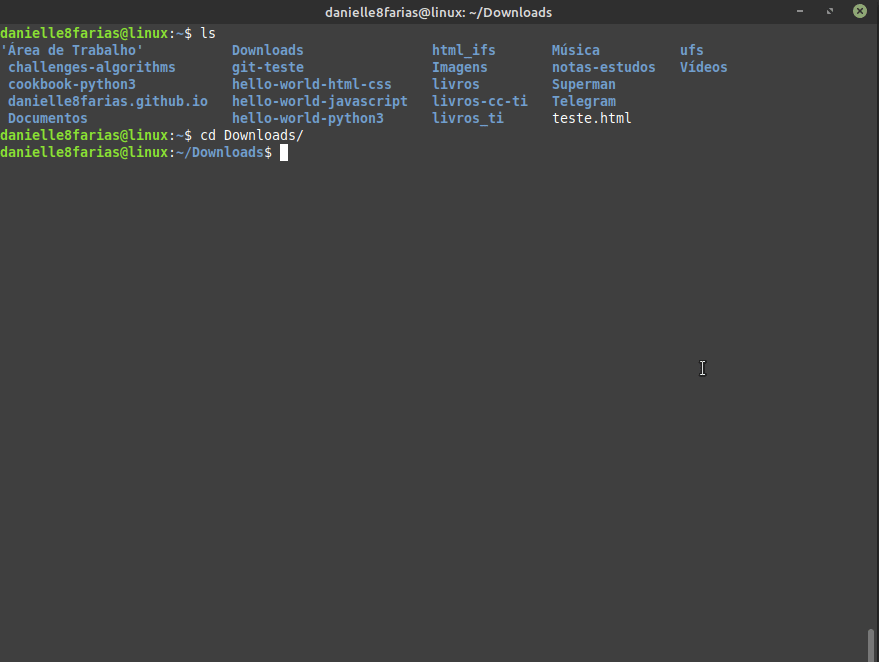 danielle8farias@linux: ~/Downloads
danielle8farias@linux:~$ ls
'Área de Trabalho' Downloads html_ifs Música ufs
challenges-algorithms git-teste Imagens notas-estudos Vídeos
cookbook-python3 hello-world-html-css livros Superman
danielle8farias.github.io hello-world-javascript livros-cc-ti Telegram
Documentos hello-world-python3 livros_ti teste.html
danielle8farias@linux:~$ cd Downloads/
danielle8farias@linux:~/Downloads$